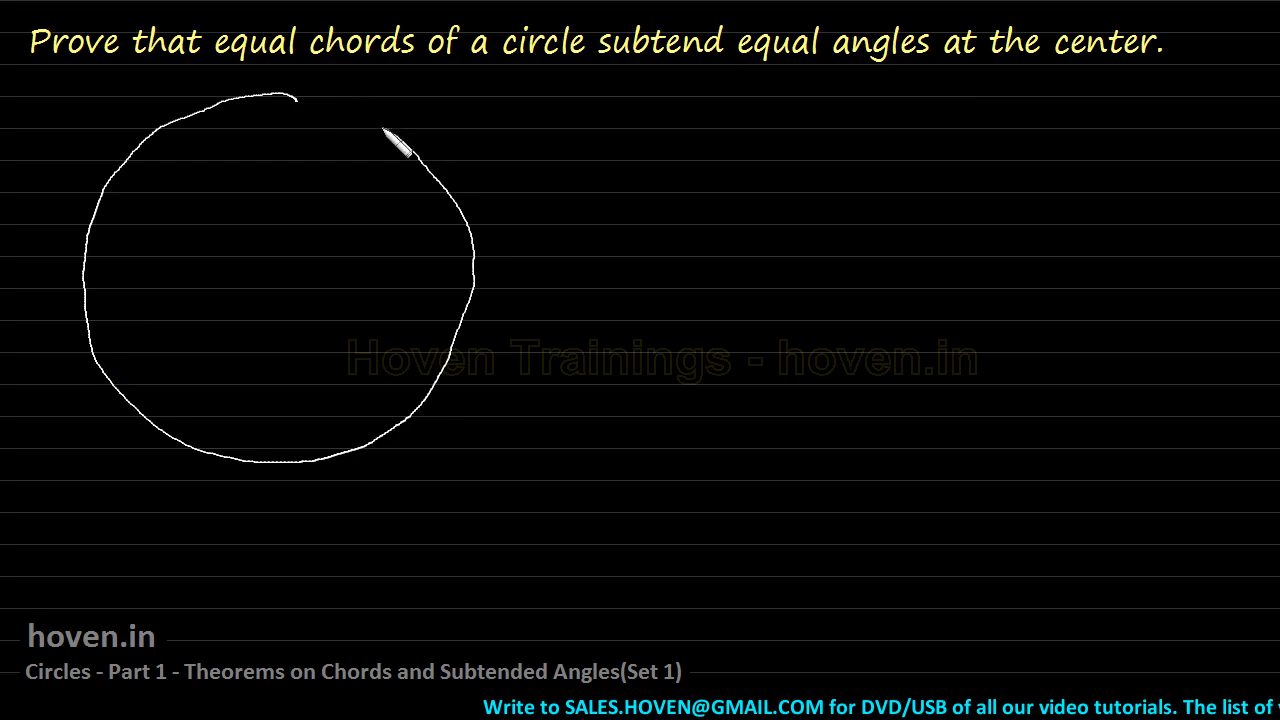 Prove that equal chords of a circle subtend equal angles at the center.
Hoven Trainings - hoven.in
hoven.in
Circles - Part 1 - Theorems on Chords and Subtended Angles(Set 1)
Write to SALES.HOVEN@GMAIL.COM for DVD/USB of all our video tutorials. The list of